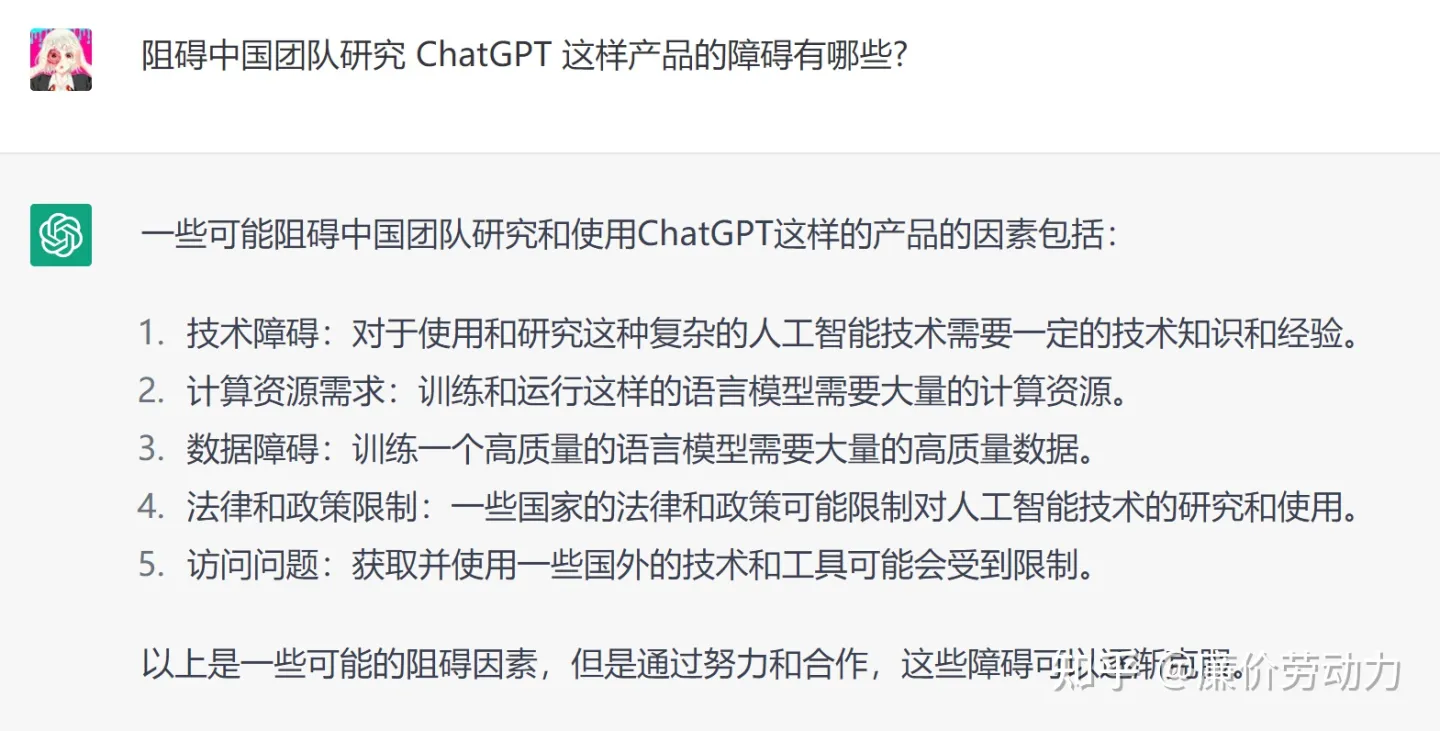 阻碍中国团队研究 ChatGPT 这样产品的障碍有哪些?
一些可能阻碍中国团队研究和使用ChatGPT这样的产品的因素包括：
1. 技术障碍：对于使用和研究这种复杂的人工智能技术需要一定的技术知识和经验。
2. 计算资源需求：训练和运行这样的语言模型需要大量的计算资源。
3. 数据障碍：训练一个高质量的语言模型需要大量的高质量数据。
4. 法律和政策限制：一些国家的法律和政策可能限制对人工智能技术的研究和使用。
5. 访问问题：获取并使用一些国外的技术和工具可能会受到限制。
以上是一些可能的阻碍因素，但是通过努力和合作，这些障碍可以逐渐克服。
知乎 @廉价劳动力